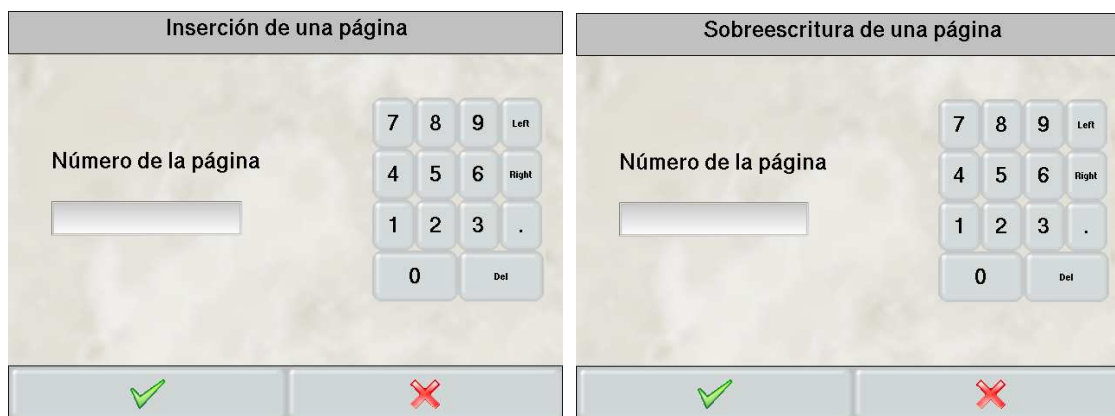 Inserción de una página
Número de la página
7 8 9 Left
4 5 6 Right
1 2 3 .
0 Del
Sobreescritura de una página
Número de la página
7 8 9 Left
4 5 6 Right
1 2 3 .
0 Del